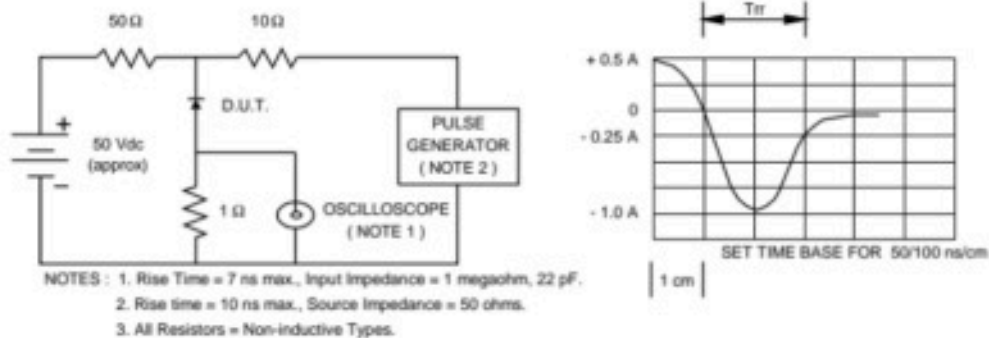 50 Ω
10 Ω
D.U.T.
+
50 Vdc
(approx)
−
1 Ω
OSCILLOSCOPE
( NOTE 1 )
PULSE
GENERATOR
( NOTE 2 )
Trr
+ 0.5 A
0
- 0.25 A
- 1.0 A
SET TIME BASE FOR 50/100 ns/cm
1 cm
NOTES : 1. Rise Time = 7 ns max., Input Impedance = 1 megaohm, 22 pF.
2. Rise time = 10 ns max., Source Impedance = 50 ohms.
3. All Resistors = Non-inductive Types.